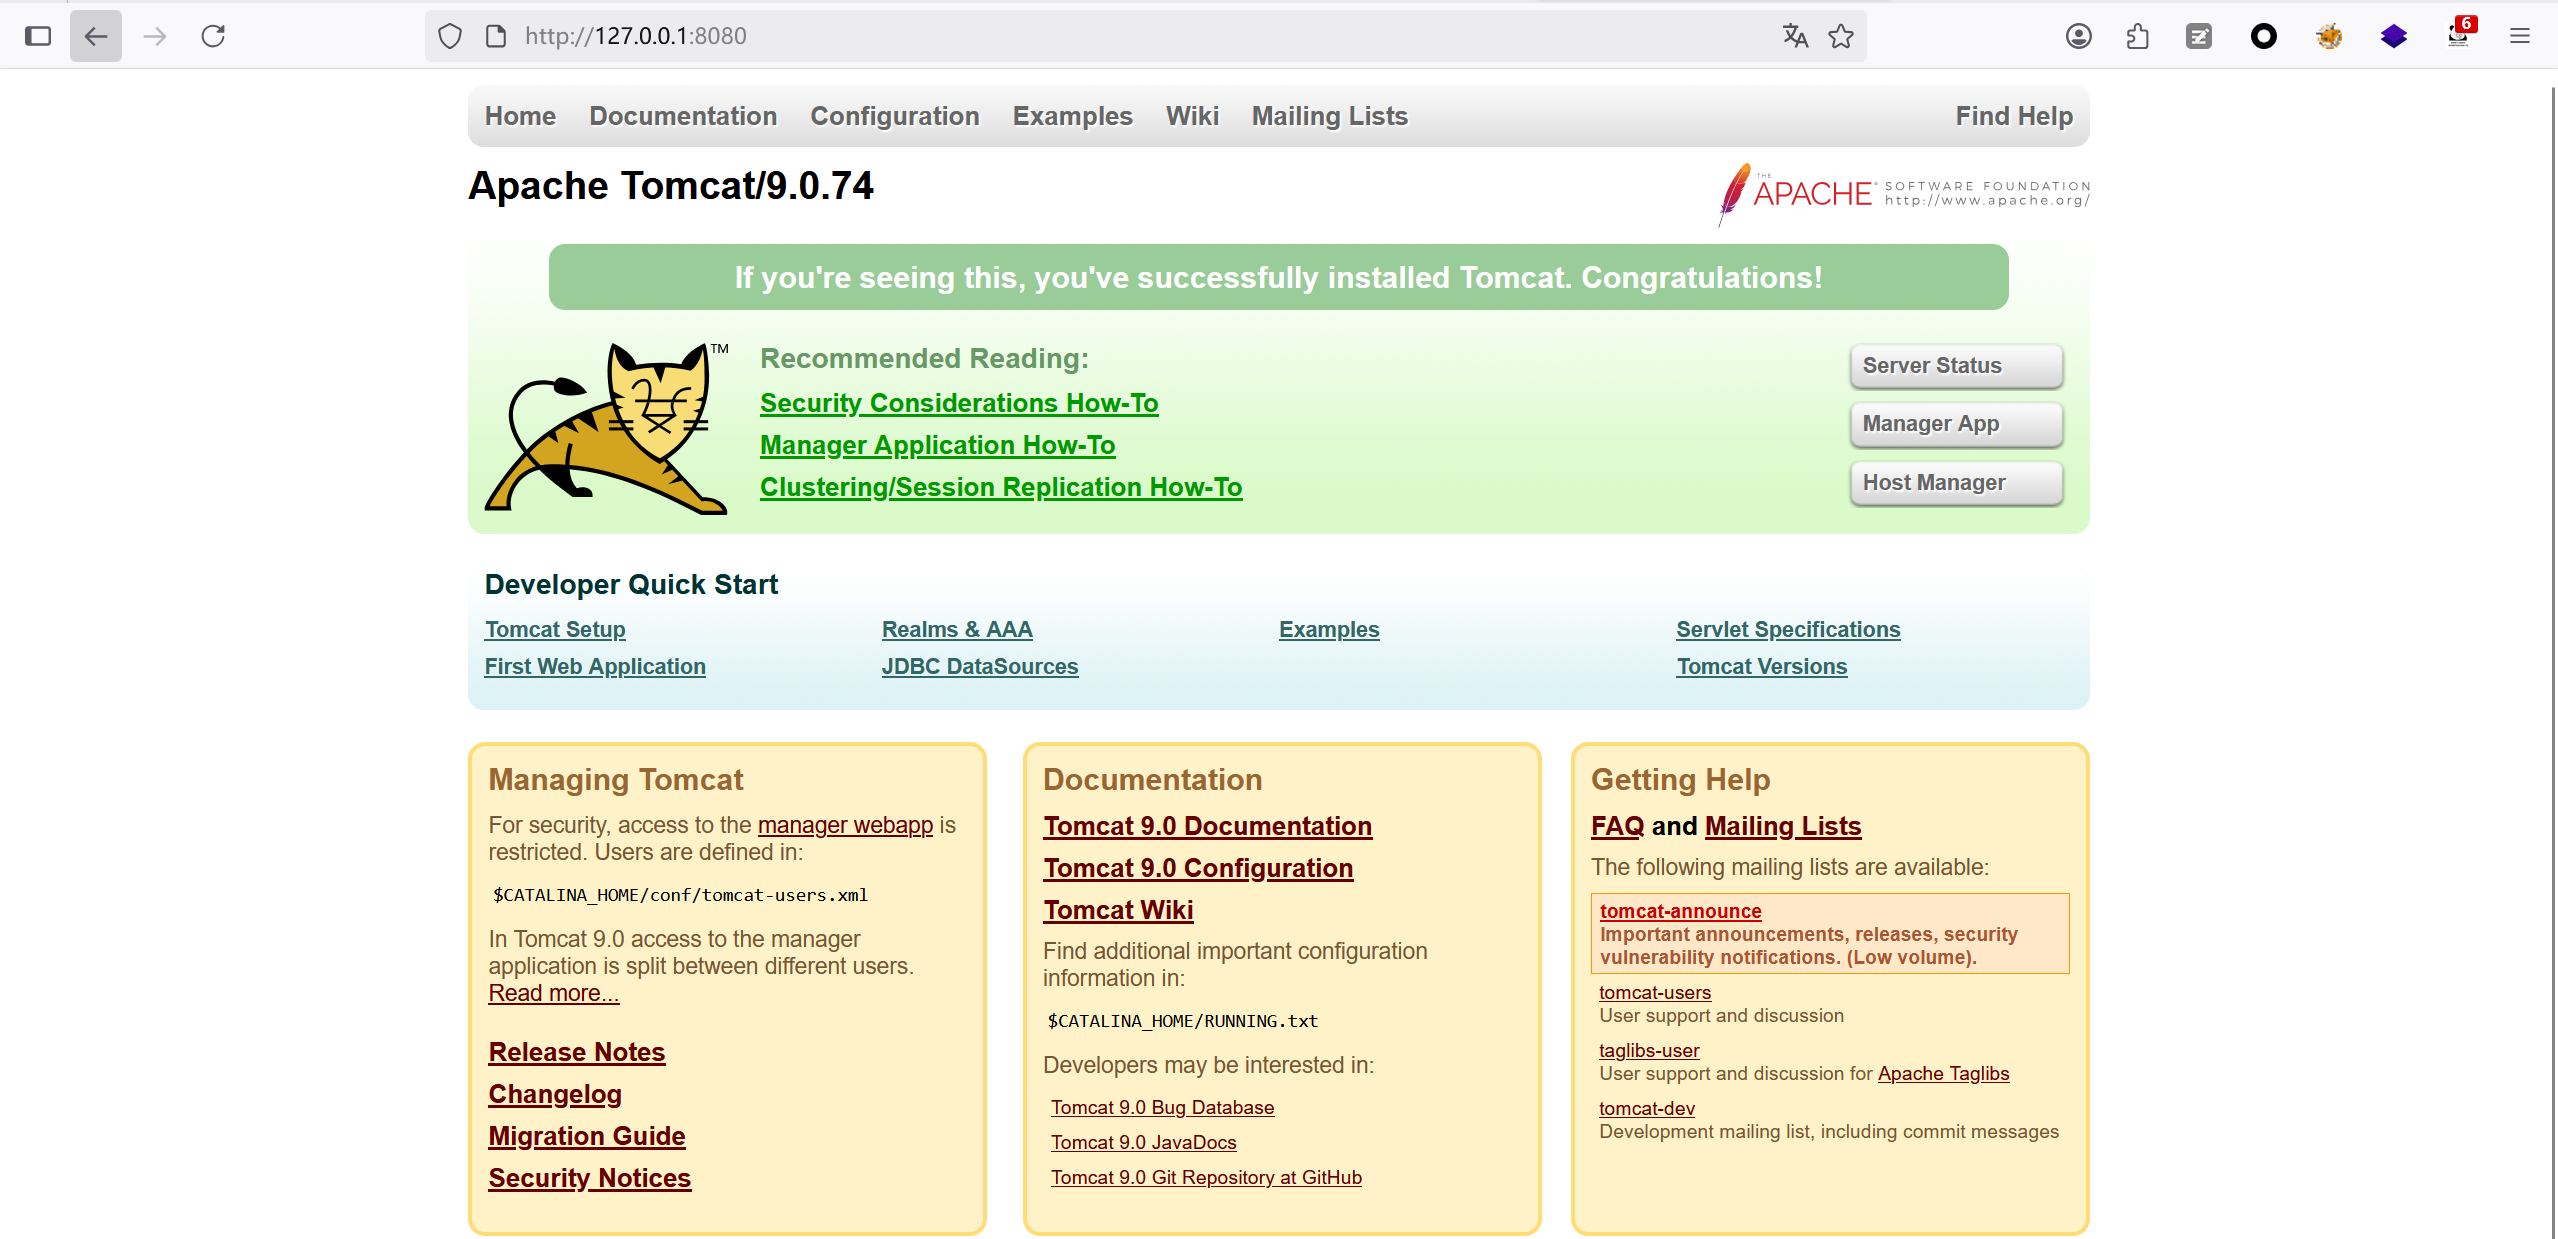 http://127.0.0.1:8080
6
Home Documentation Configuration Examples Wiki Mailing Lists Find Help
Apache Tomcat/9.0.74
THE APACHE® SOFTWARE FOUNDATION
http://www.apache.org/
If you're seeing this, you've successfully installed Tomcat. Congratulations!
TM
Recommended Reading:
Security Considerations How-To
Manager Application How-To
Clustering/Session Replication How-To
Server Status
Manager App
Host Manager
Developer Quick Start
Tomcat Setup
First Web Application
Realms & AAA
JDBC DataSources
Examples
Servlet Specifications
Tomcat Versions
Managing Tomcat
For security, access to the manager webapp is
restricted. Users are defined in:
$CATALINA_HOME/conf/tomcat-users.xml
In Tomcat 9.0 access to the manager
application is split between different users.
Read more...
Release Notes
Changelog
Migration Guide
Security Notices
Documentation
Tomcat 9.0 Documentation
Tomcat 9.0 Configuration
Tomcat Wiki
Find additional important configuration
information in:
$CATALINA_HOME/RUNNING.txt
Developers may be interested in:
Tomcat 9.0 Bug Database
Tomcat 9.0 JavaDocs
Tomcat 9.0 Git Repository at GitHub
Getting Help
FAQ and Mailing Lists
The following mailing lists are available:
tomcat-announce
Important announcements, releases, security
vulnerability notifications. (Low volume).
tomcat-users
User support and discussion
taglibs-user
User support and discussion for Apache Taglibs
tomcat-dev
Development mailing list, including commit messages